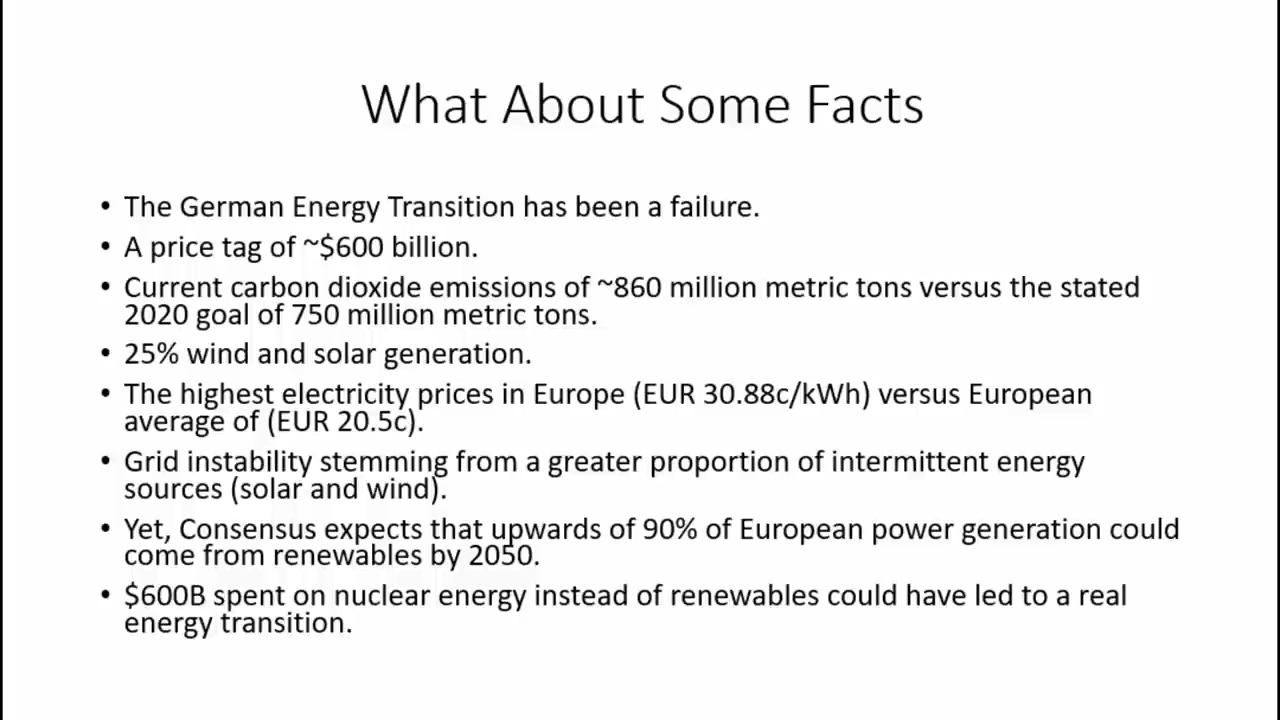 What About Some Facts
• The German Energy Transition has been a failure.
• A price tag of ~$600 billion.
• Current carbon dioxide emissions of ~860 million metric tons versus the stated
2020 goal of 750 million metric tons.
• 25% wind and solar generation.
• The highest electricity prices in Europe (EUR 30.88c/kWh) versus European
average of (EUR 20.5c).
• Grid instability stemming from a greater proportion of intermittent energy
sources (solar and wind).
• Yet, Consensus expects that upwards of 90% of European power generation could
come from renewables by 2050.
• $600B spent on nuclear energy instead of renewables could have led to a real
energy transition.